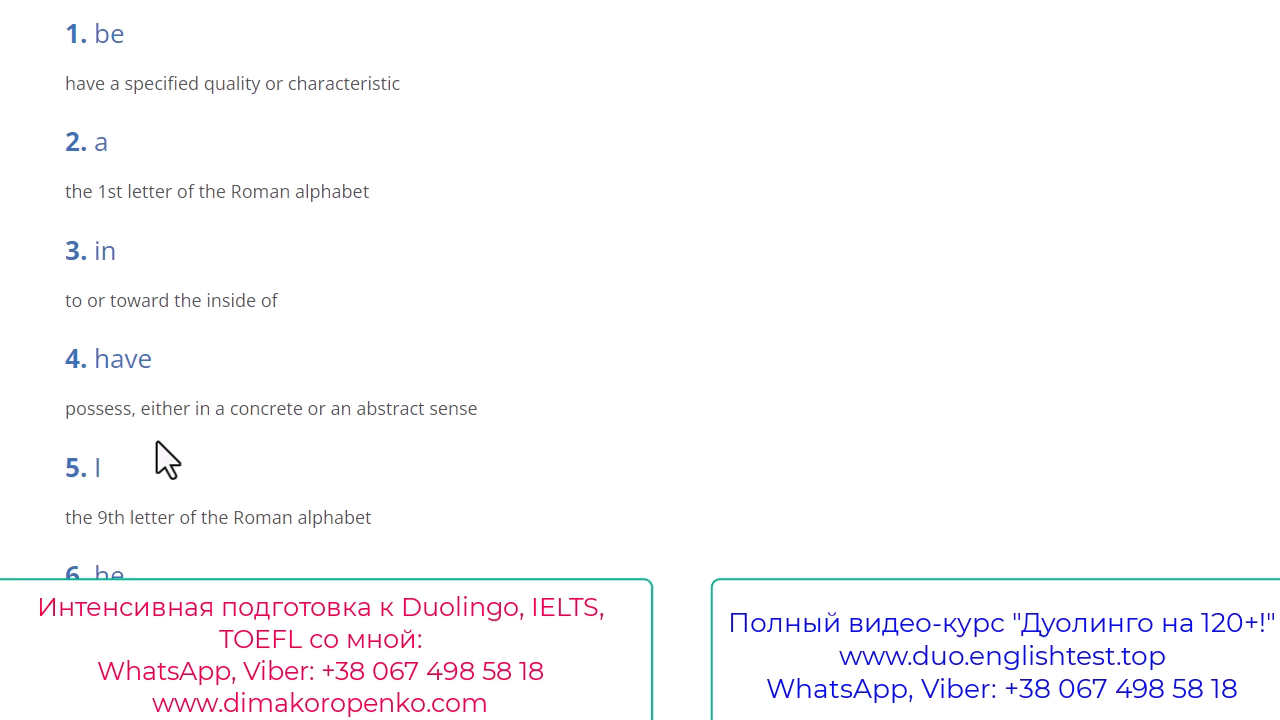 1. be
have a specified quality or characteristic
2. a
the 1st letter of the Roman alphabet
3. in
to or toward the inside of
4. have
possess, either in a concrete or an abstract sense
5. I
the 9th letter of the Roman alphabet
6. he
Интенсивная подготовка к Duolingo, IELTS,
TOEFL со мной:
WhatsApp, Viber: +38 067 498 58 18
www.dimakoropenko.com
Полный видео-курс "Дуолинго на 120+!"
www.duo.englishtest.top
WhatsApp, Viber: +38 067 498 58 18